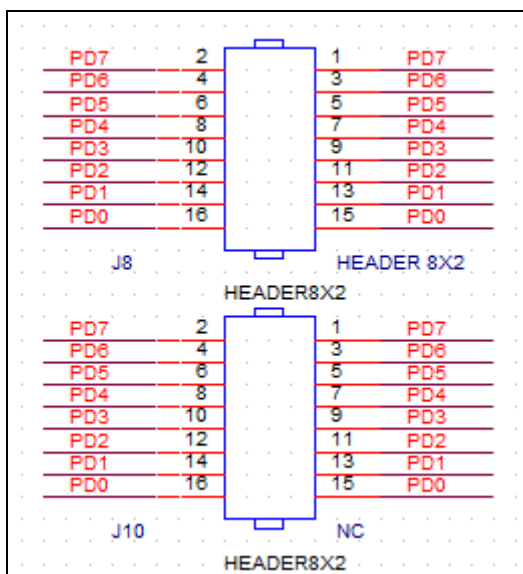 PD7 2 1 PD7
PD6 4 3 PD6
PD5 6 5 PD5
PD4 8 7 PD4
PD3 10 9 PD3
PD2 12 11 PD2
PD1 14 13 PD1
PD0 16 15 PD0
J8 HEADER 8X2
HEADER8X2
PD7 2 1 PD7
PD6 4 3 PD6
PD5 6 5 PD5
PD4 8 7 PD4
PD3 10 9 PD3
PD2 12 11 PD2
PD1 14 13 PD1
PD0 16 15 PD0
J10 NC
HEADER8X2